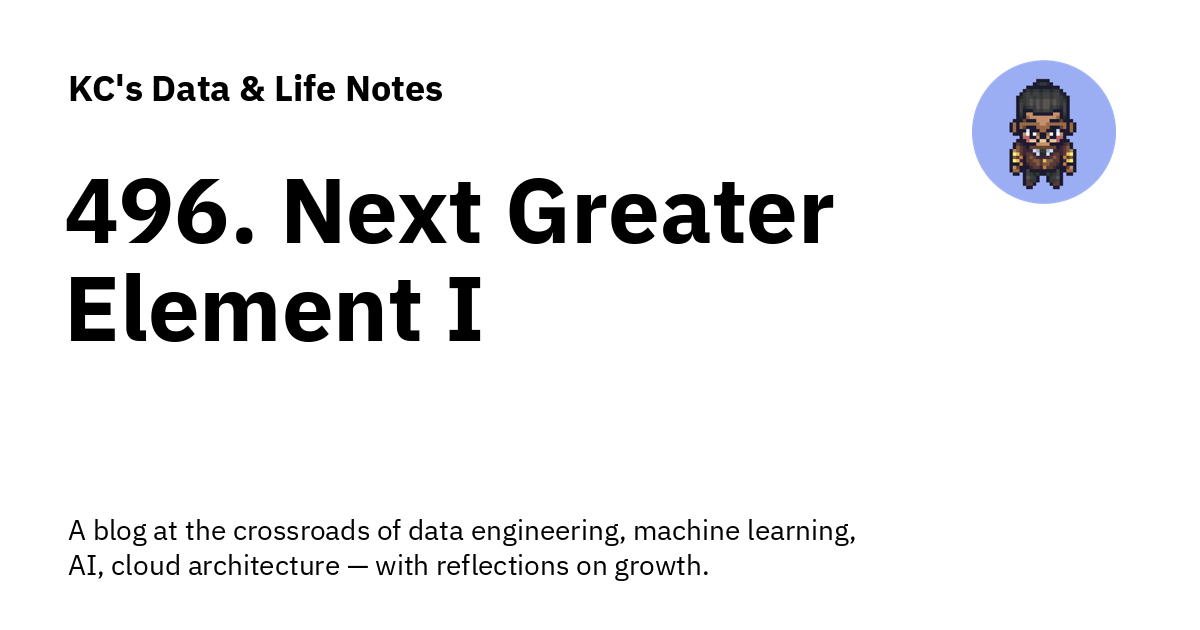 KC's Data & Life Notes
496. Next Greater
Element I
A blog at the crossroads of data engineering, machine learning,
AI, cloud architecture — with reflections on growth.